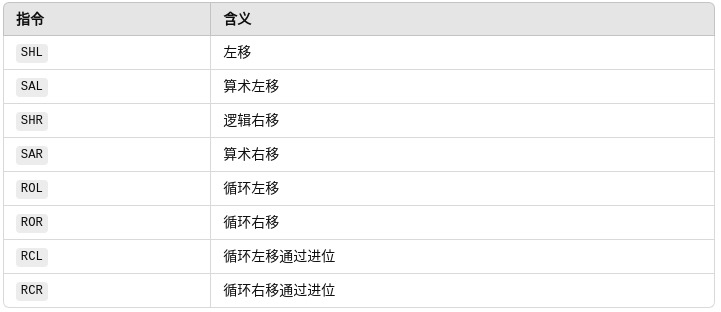 指令 含义
SHL 左移
SAL 算术左移
SHR 逻辑右移
SAR 算术右移
ROL 循环左移
ROR 循环右移
RCL 循环左移通过进位
RCR 循环右移通过进位